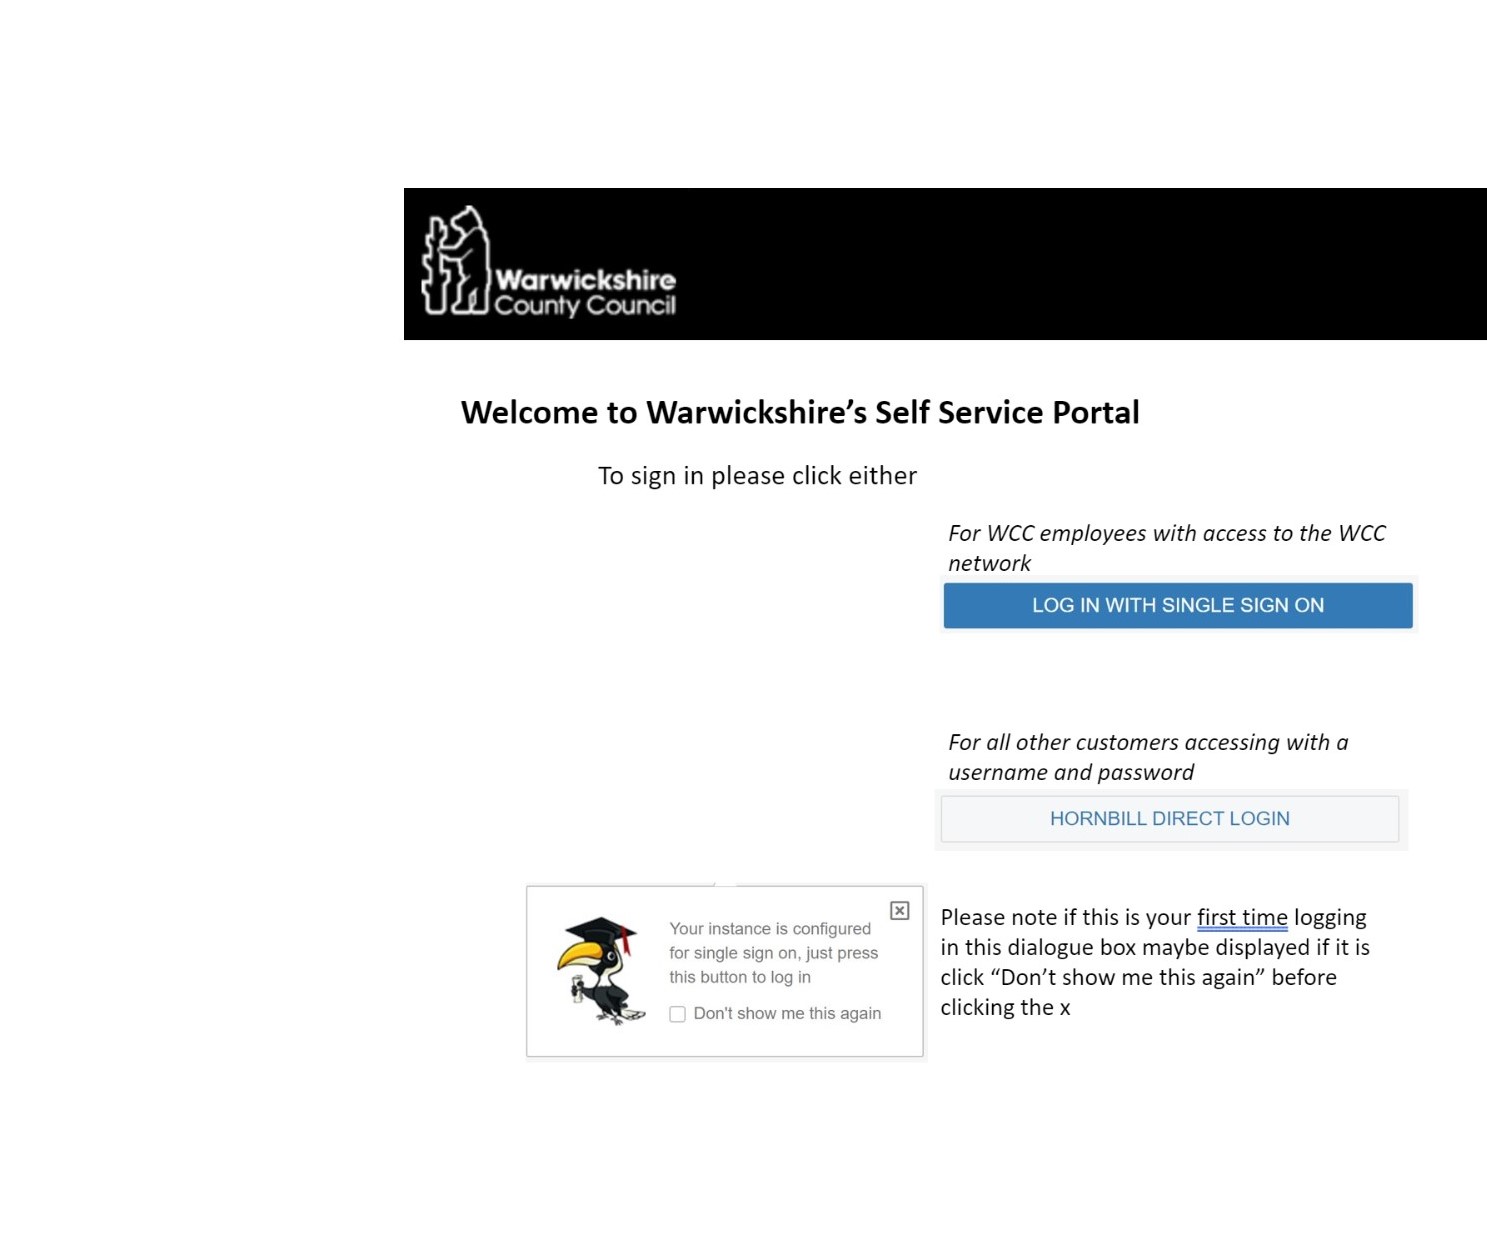 Warwickshire
County Council
Welcome to Warwickshire’s Self Service Portal
To sign in please click either
For WCC employees with access to the WCC
network
LOG IN WITH SINGLE SIGN ON
For all other customers accessing with a
username and password
HORNBILL DIRECT LOGIN
Your instance is configured
for single sign on, just press
this button to log in
Don't show me this again
Please note if this is your first time logging
in this dialogue box maybe displayed if it is
click “Don’t show me this again” before
clicking the x